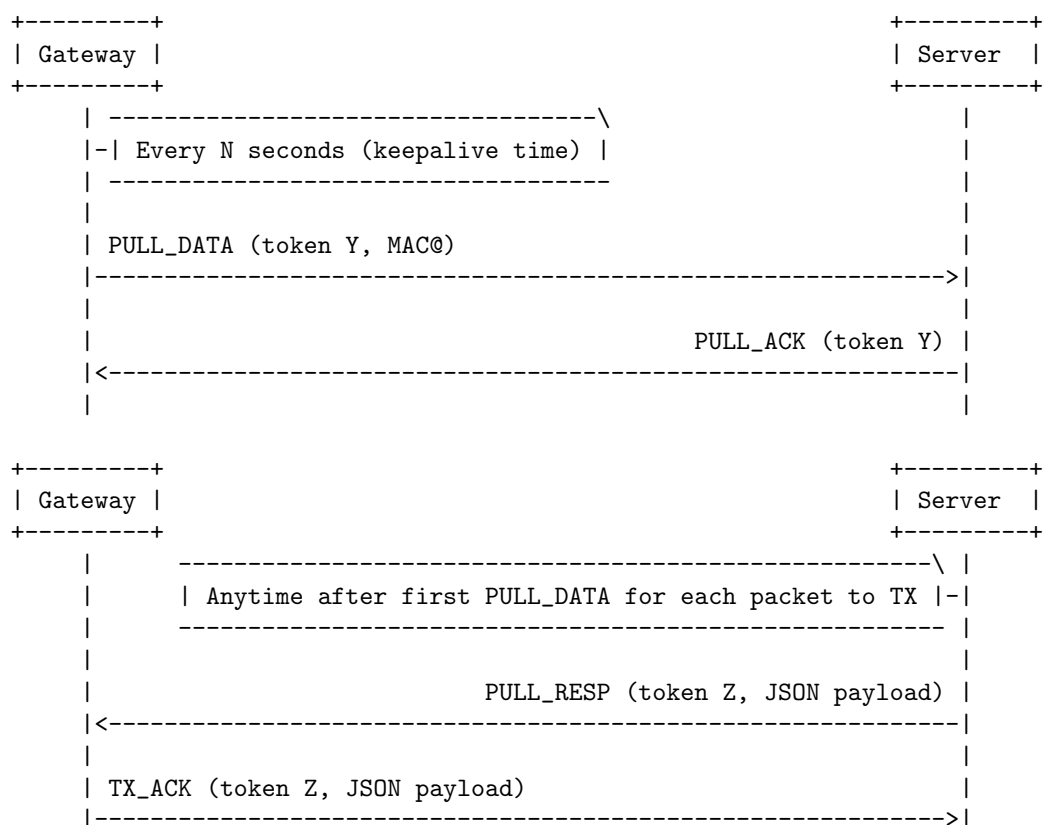 +---------+ +---------+
| Gateway | | Server |
+---------+ +---------+
| -----------------------------------\ |
|-| Every N seconds (keepalive time) | |
| ------------------------------------ |
| |
| PULL_DATA (token Y, MAC@) |
|------------------------------------------------------------->|
| |
| PULL_ACK (token Y) |
|<-------------------------------------------------------------|
| |
+---------+ +---------+
| Gateway | | Server |
+---------+ +---------+
| ------------------------------------------------------\ |
| | Anytime after first PULL_DATA for each packet to TX |-|
| ------------------------------------------------------- |
| |
| PULL_RESP (token Z, JSON payload) |
|<-------------------------------------------------------------|
| |
| TX_ACK (token Z, JSON payload) |
|------------------------------------------------------------->|